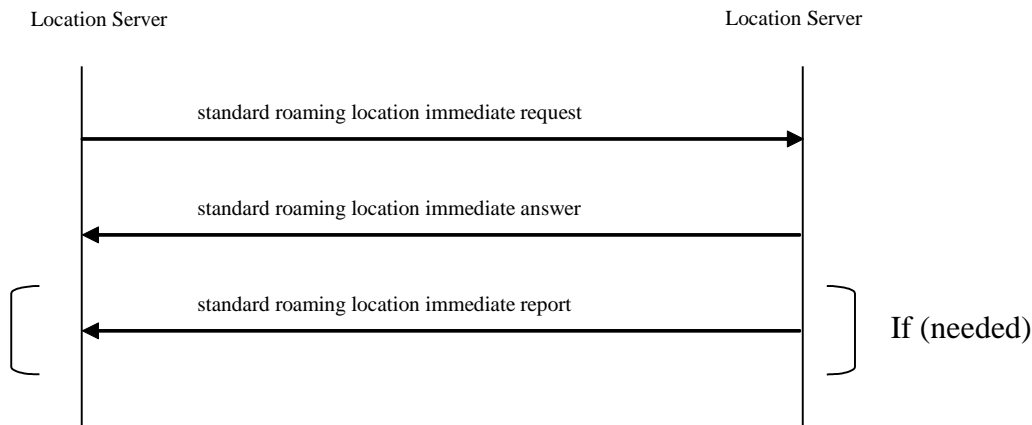 Location Server
Location Server
standard roaming location immediate request
standard roaming location immediate answer
standard roaming location immediate report
If (needed)